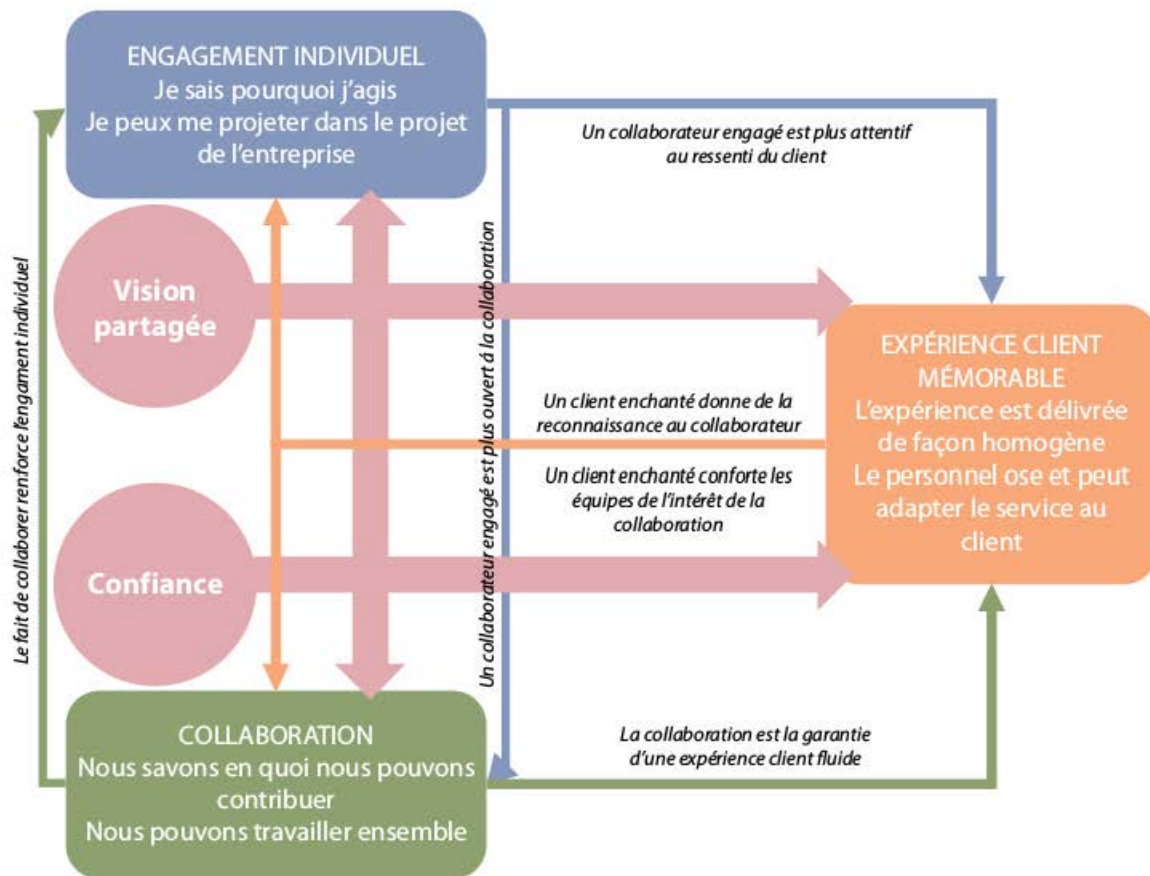 ENGAGEMENT INDIVIDUEL
Je sais pourquoi j'agis
Je peux me projeter dans le projet
de l'entreprise
Un collaborateur engagé est plus attentif
au ressenti du client
Le fait de collaborer renforce l'engament individuel
Vision
partagée
Un collaborateur engagé est plus ouvert á la collaboration
EXPÉRIENCE CLIENT
MÉMORABLE
L'expérience est délivrée
de façon homogène
Le personnel ose et peut
adapter le service au
client
Un client enchanté donne de la
reconnaissance au collaborateur
Un client enchanté conforte les
équipes de l'intérêt de la
collaboration
Confiance
COLLABORATION
Nous savons en quoi nous pouvons
contribuer
Nous pouvons travailler ensemble
La collaboration est la garantie
d'une expérience client fluide